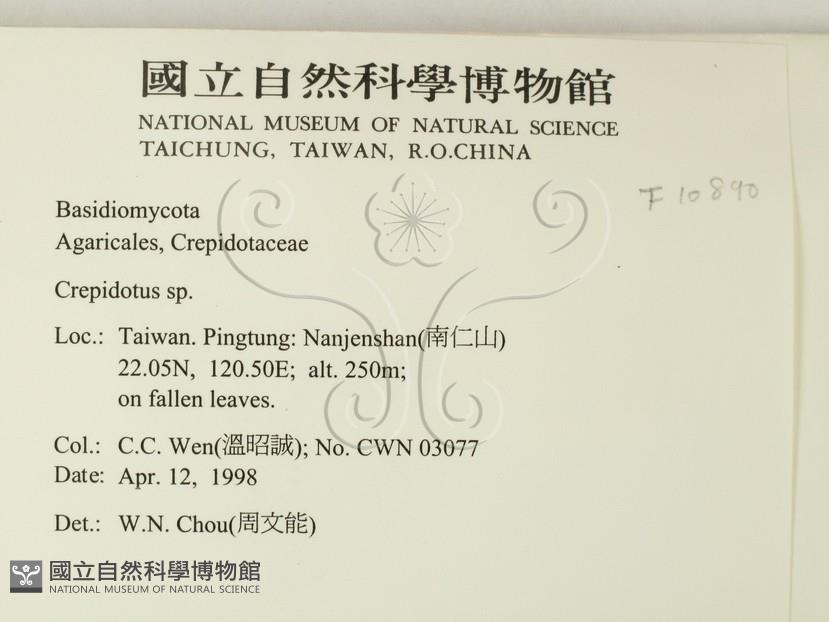 國立自然科學博物館
NATIONAL MUSEUM OF NATURAL SCIENCE
TAICHUNG, TAIWAN, R.O.CHINA
F10890
Basidiomycota
Agaricales, Crepidotaceae
Crepidotus sp.
Loc.: Taiwan. Pingtung: Nanjenshan(南仁山)
22.05N, 120.50E; alt. 250m;
on fallen leaves.
Col.: C.C. Wen(溫昭誠); No. CWN 03077
Date: Apr. 12, 1998
Det.: W.N. Chou(周文能)
國立自然科學博物館
NATIONAL MUSEUM OF NATURAL SCIENCE